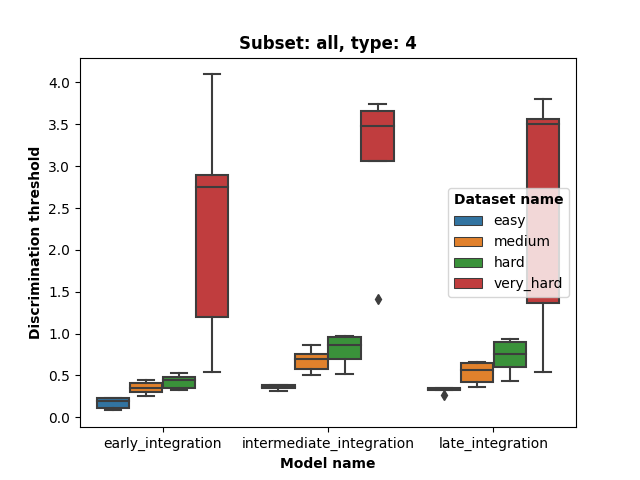 Subset: all, type: 4
Discrimination threshold
4.0
3.5
3.0
2.5
2.0
1.5
1.0
0.5
0.0
Dataset name
easy
medium
hard
very_hard
early_integration
intermediate_integration
late_integration
Model name